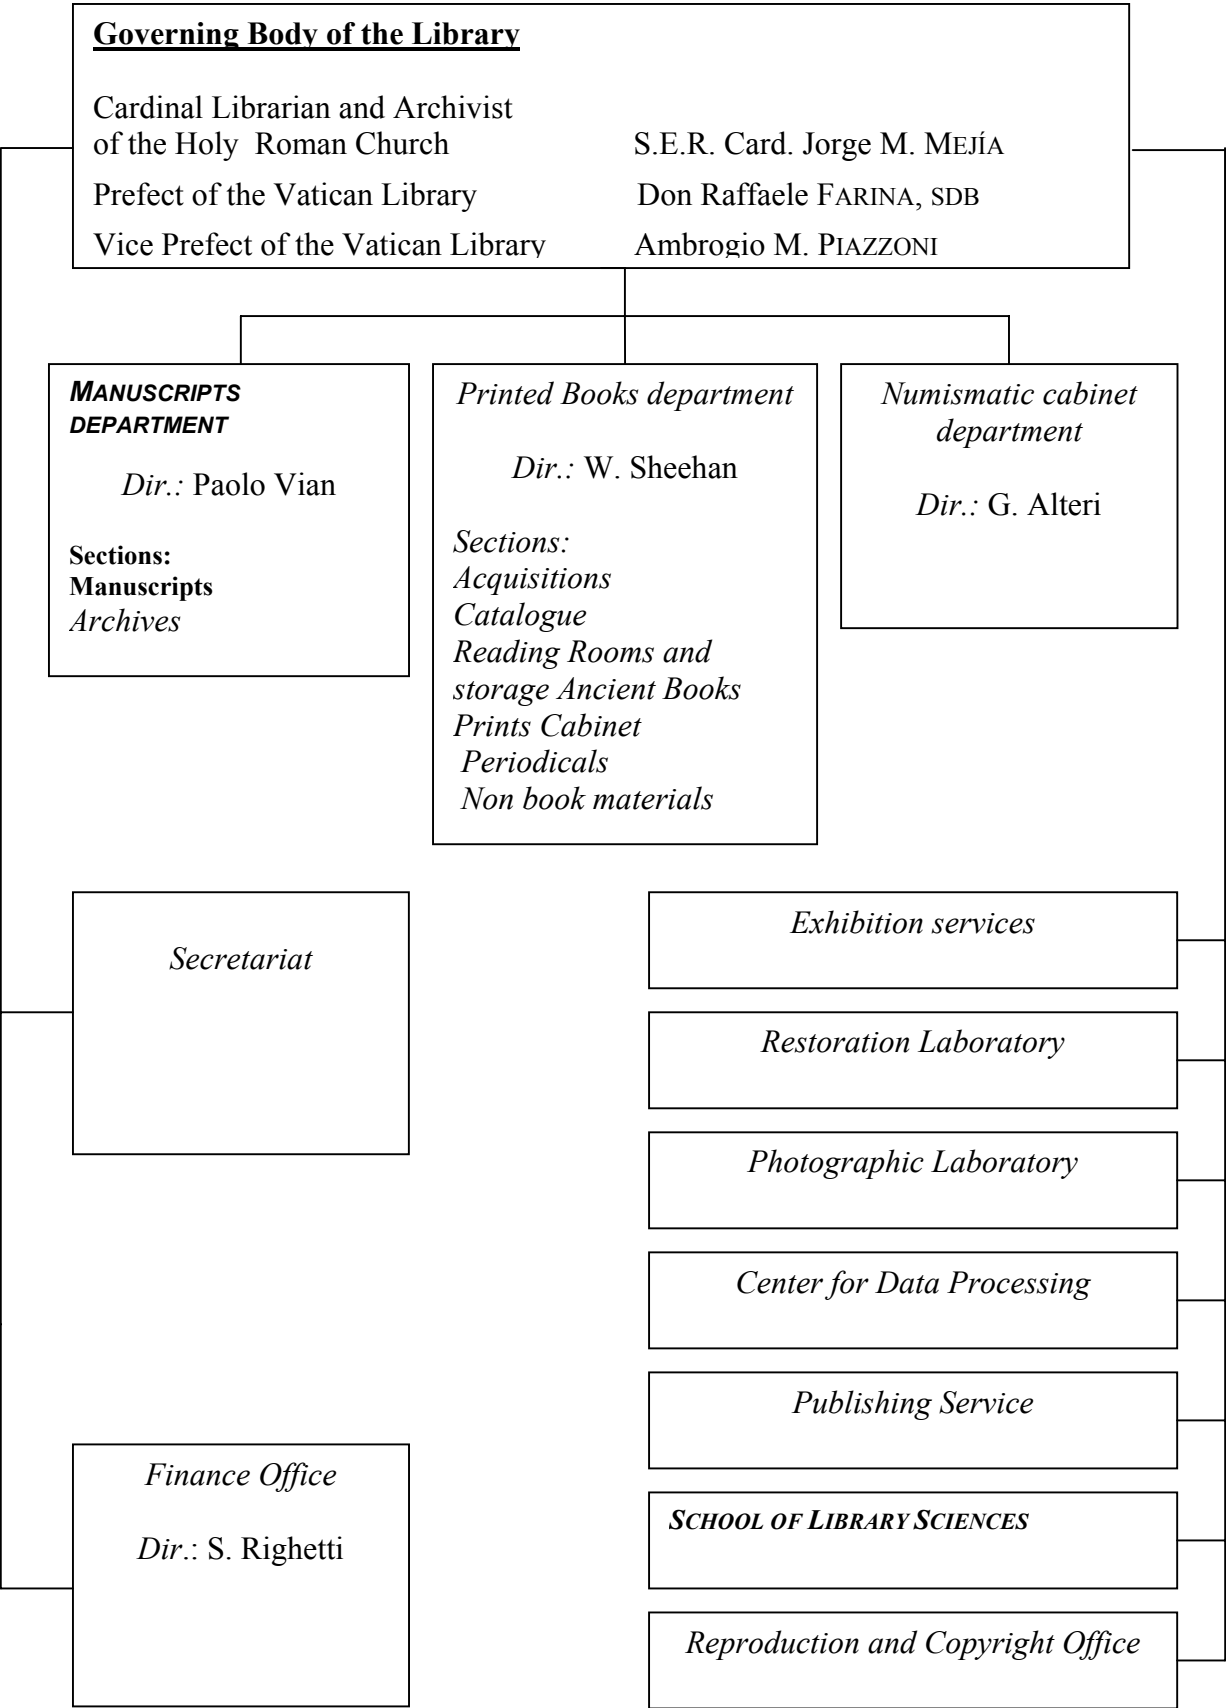 Governing Body of the Library
Cardinal Librarian and Archivist
of the Holy Roman Church S.E.R. Card. Jorge M. MEJÍA
Prefect of the Vatican Library Don Raffaele FARINA, SDB
Vice Prefect of the Vatican Library Ambrogio M. PIAZZONI
MANUSCRIPTS
DEPARTMENT
Dir.: Paolo Vian
Sections:
Manuscripts
Archives
Printed Books department
Dir.: W. Sheehan
Sections:
Acquisitions
Catalogue
Reading Rooms and
storage Ancient Books
Prints Cabinet
Periodicals
Non book materials
Numismatic cabinet
department
Dir.: G. Alteri
Secretariat
Finance Office
Dir.: S. Righetti
Exhibition services
Restoration Laboratory
Photographic Laboratory
Center for Data Processing
Publishing Service
SCHOOL OF LIBRARY SCIENCES
Reproduction and Copyright Office